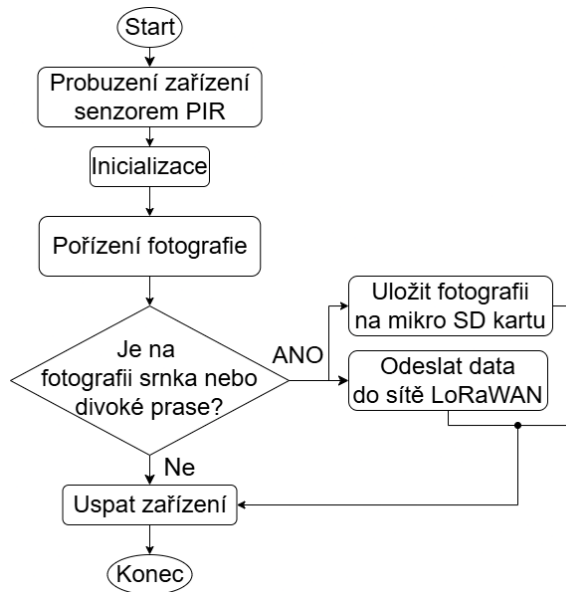 Start
Probuzení zařízení
senzorem PIR
Inicializace
Pořízení fotografie
Je na
fotografii srnka nebo
divoké prase?
ANO
Uložit fotografii
na mikro SD kartu
Odeslat data
do sítě LoRaWAN
Ne
Uspat zařízení
Konec